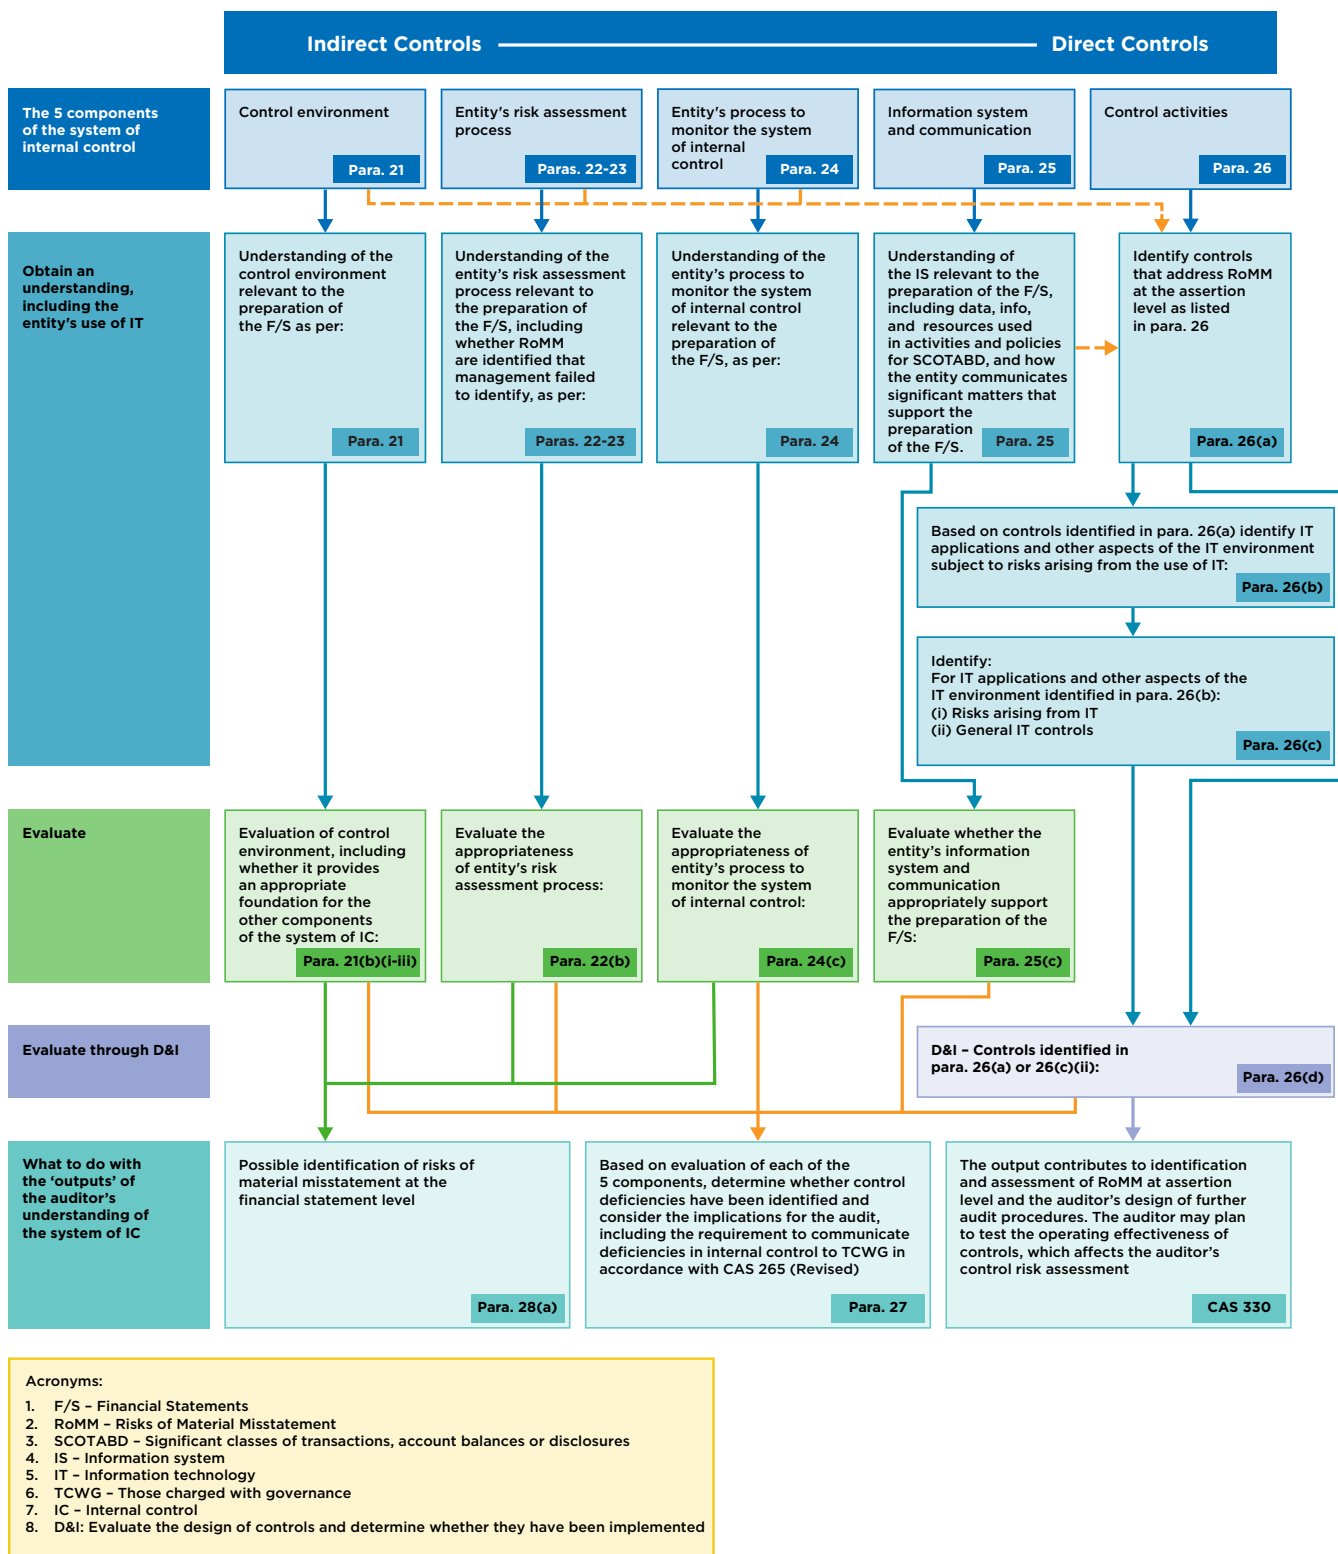 Indirect Controls
Direct Controls
The 5 components
of the system of
internal control
Control environment
Para. 21
Entity's risk assessment
process
Paras. 22-23
Entity's process to
monitor the system
of internal
control
Para. 24
Information system
and communication
Para. 25
Control activities
Para. 26
Obtain an
understanding,
including the
entity's use of IT
Understanding of the
control environment
relevant to the
preparation of
the F/S as per:
Para. 21
Understanding of the
entity’s risk assessment
process relevant to
the preparation of
the F/S, including
whether RoMM
are identified that
management failed
to identify, as per:
Paras. 22-23
Understanding of the
entity’s process to
monitor the system
of internal control
relevant to the
preparation of
the F/S, as per:
Para. 24
Understanding of
the IS relevant to the
preparation of the F/S,
including data, info,
and resources used
in activities and policies
for SCOTABD, and how
the entity communicates
significant matters that
support the
preparation
of the F/S.
Para. 25
Identify controls
that address RoMM
at the assertion
level as listed
in para. 26
Para. 26(a)
Based on controls identified in para. 26(a) identify IT
applications and other aspects of the IT environment
subject to risks arising from the use of IT:
Para. 26(b)
Identify:
For IT applications and other aspects of the
IT environment identified in para. 26(b):
(i) Risks arising from IT
(ii) General IT controls
Para. 26(c)
Evaluate
Evaluation of control
environment, including
whether it provides
an appropriate
foundation for the
other components
of the system of IC:
Para. 21(b)(i-iii)
Evaluate the
appropriateness
of entity's risk
assessment process:
Para. 22(b)
Evaluate the
appropriateness of
entity’s process to
monitor the system
of internal control:
Para. 24(c)
Evaluate whether the
entity’s information
system and
communication
appropriately support
the preparation of the
F/S:
Para. 25(c)
Evaluate through D&I
D&I – Controls identified in
para. 26(a) or 26(c)(ii):
Para. 26(d)
What to do with
the ‘outputs’ of
the auditor’s
understanding of
the system of IC
Possible identification of risks of
material misstatement at the
financial statement level
Para. 28(a)
Based on evaluation of each of the
5 components, determine whether control
deficiencies have been identified and
consider the implications for the audit,
including the requirement to communicate
deficiencies in internal control to TCWG in
accordance with CAS 265 (Revised)
Para. 27
The output contributes to identification
and assessment of RoMM at assertion
level and the auditor’s design of further
audit procedures. The auditor may plan
to test the operating effectiveness of
controls, which affects the auditor’s
control risk assessment
CAS 330
Acronyms:
1. F/S – Financial Statements
2. RoMM – Risks of Material Misstatement
3. SCOTABD – Significant classes of transactions, account balances or disclosures
4. IS – Information system
5. IT – Information technology
6. TCWG – Those charged with governance
7. IC – Internal control
8. D&I: Evaluate the design of controls and determine whether they have been implemented